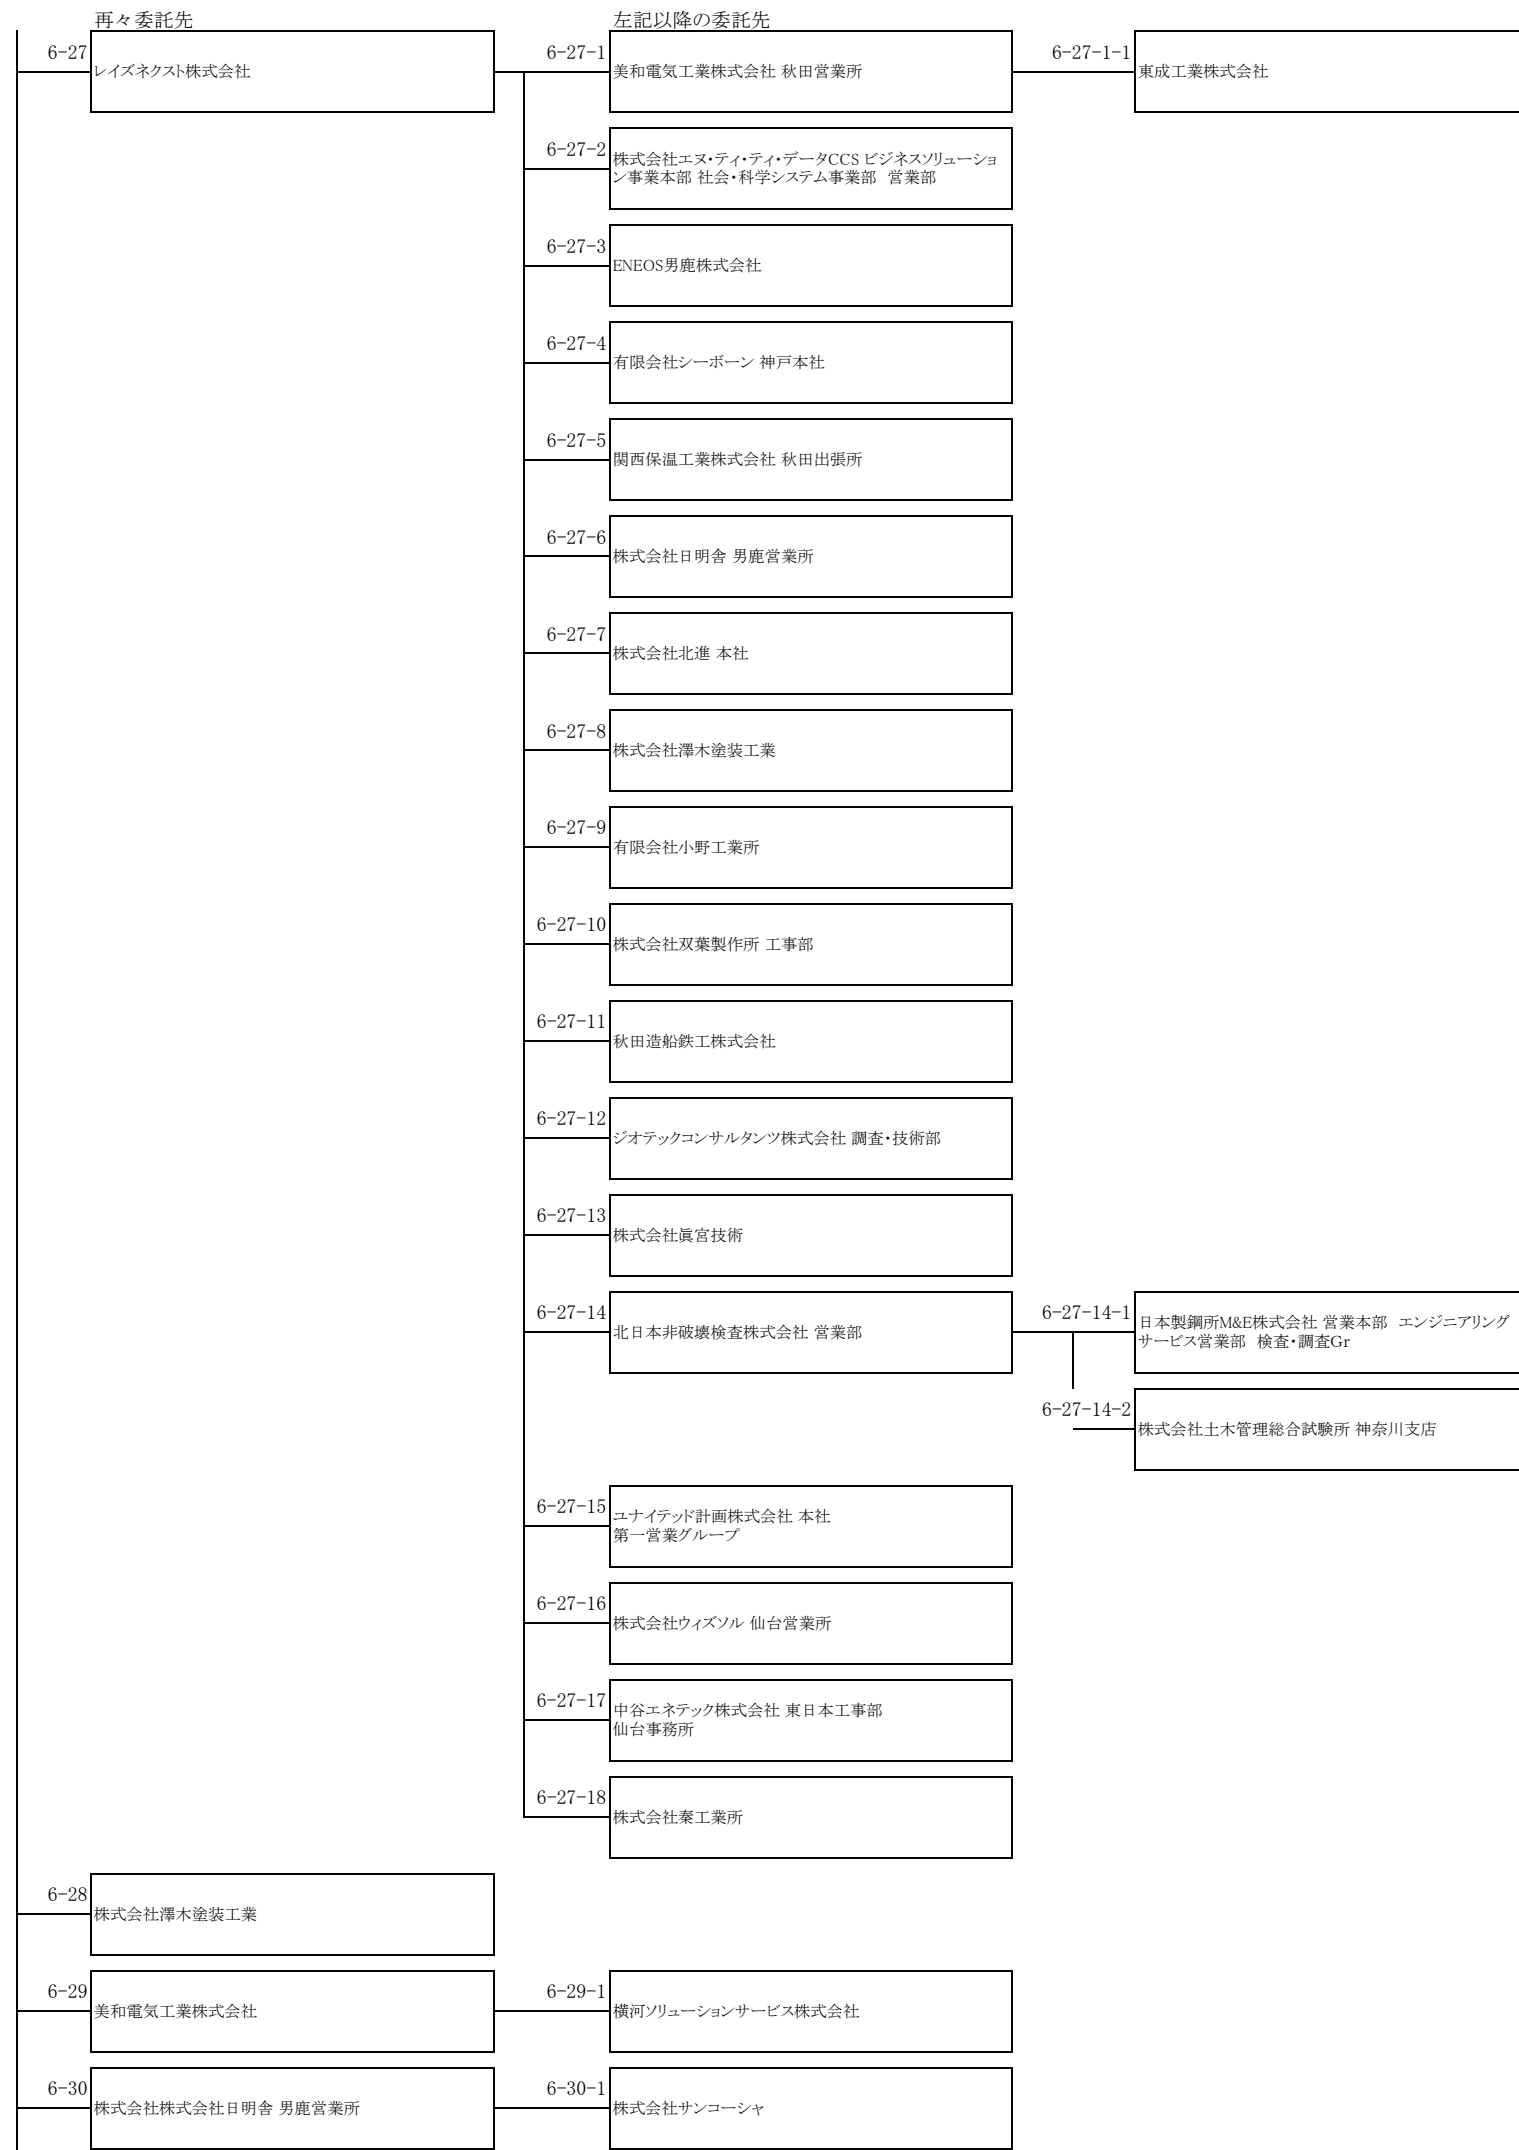 再々委託先
左記以降の委託先
6-27
レイズネクスト株式会社
6-27-1
美和電気工業株式会社 秋田営業所
6-27-1-1
東成工業株式会社
6-27-2
株式会社エヌ・ティ・ティ・データCCS ビジネスソリューショ
ン事業本部 社会・科学システム事業部　営業部
6-27-3
ENEOS男鹿株式会社
6-27-4
有限会社シーボーン 神戸本社
6-27-5
関西保温工業株式会社 秋田出張所
6-27-6
株式会社日明舎 男鹿営業所
6-27-7
株式会社北進 本社
6-27-8
株式会社澤木塗装工業
6-27-9
有限会社小野工業所
6-27-10
株式会社双葉製作所 工事部
6-27-11
秋田造船鉄工株式会社
6-27-12
ジオテックコンサルタンツ株式会社 調査・技術部
6-27-13
株式会社眞宮技術
6-27-14
北日本非破壊検査株式会社 営業部
6-27-14-1
日本製鋼所M&E株式会社 営業本部　エンジニアリング
サービス営業部　検査・調査Gr
6-27-14-2
株式会社土木管理総合試験所 神奈川支店
6-27-15
ユナイテッド計画株式会社 本社
第一営業グループ
6-27-16
株式会社ウィズソル 仙台営業所
6-27-17
中谷エネテック株式会社 東日本工事部
仙台事務所
6-27-18
株式会社秦工業所
6-28
株式会社澤木塗装工業
6-29
美和電気工業株式会社
6-29-1
横河ソリューションサービス株式会社
6-30
株式会社株式会社日明舎 男鹿営業所
6-30-1
株式会社サンコーシャ